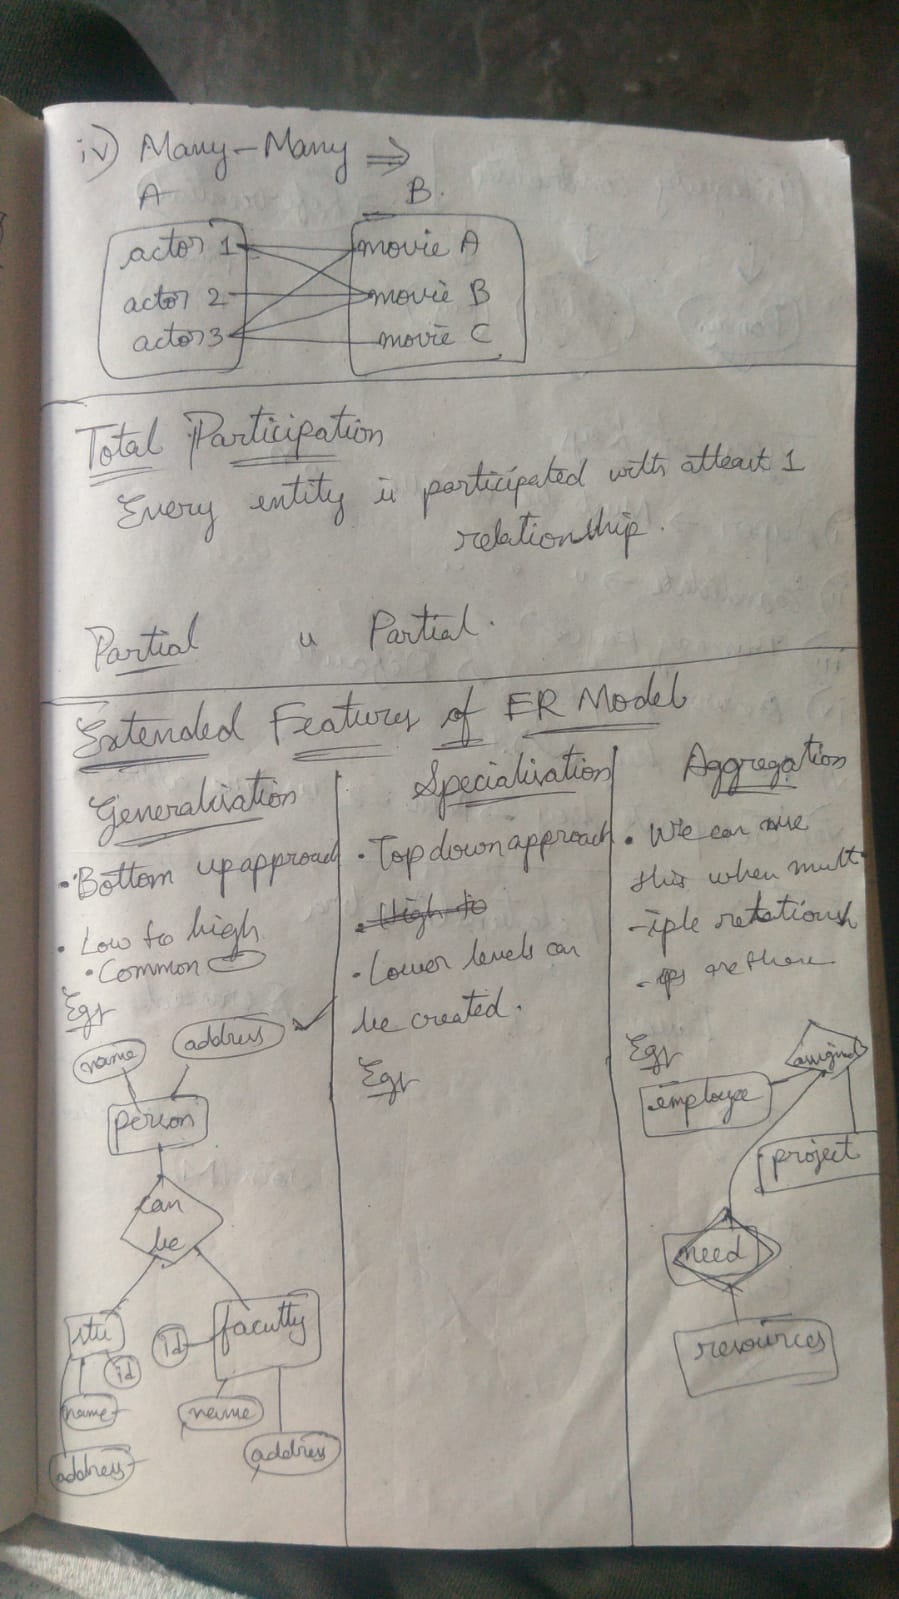 iv) Many-Many ⇒
A
B.
actor 1
actor 2
actor 3
movie A
movie B
movie C
Total Participation
Every entity is participated with atleast 1
relationship.
Partial u Partial.
Extended Features of ER Model
Generalisation
• Bottom up approach
• Low to high
• Common
Egs
name
address
person
can
be
stu
id
name
address
id
faculty
name
address
Specialisation
• Top down approach
• High to
• Lower levels can
be created.
Egs
Aggregation
• We can use
this when mult
-iple relationsh
-ips are there
Egs
employee
assigned
project
need
resources